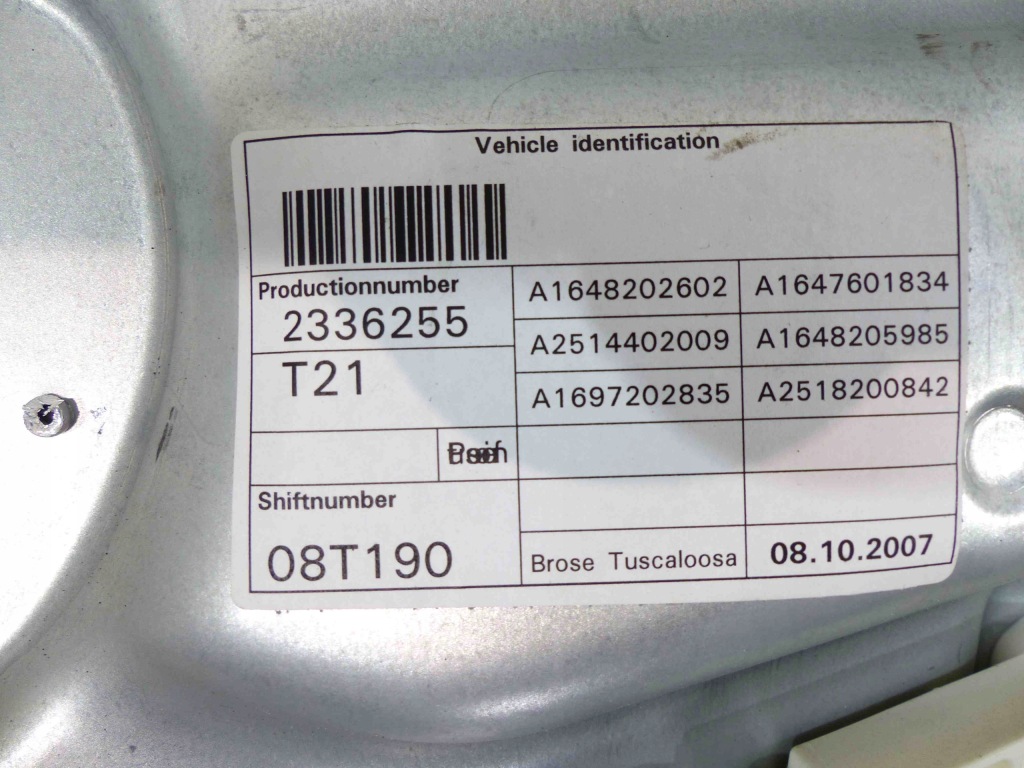 Vehicle identification
Productionnumber
2336255
T21
A1648202602 A1647601834
A2514402009 A1648205985
A1697202835 A2518200842
Shiftnumber
08T190
Brose Tuscaloosa 08.10.2007